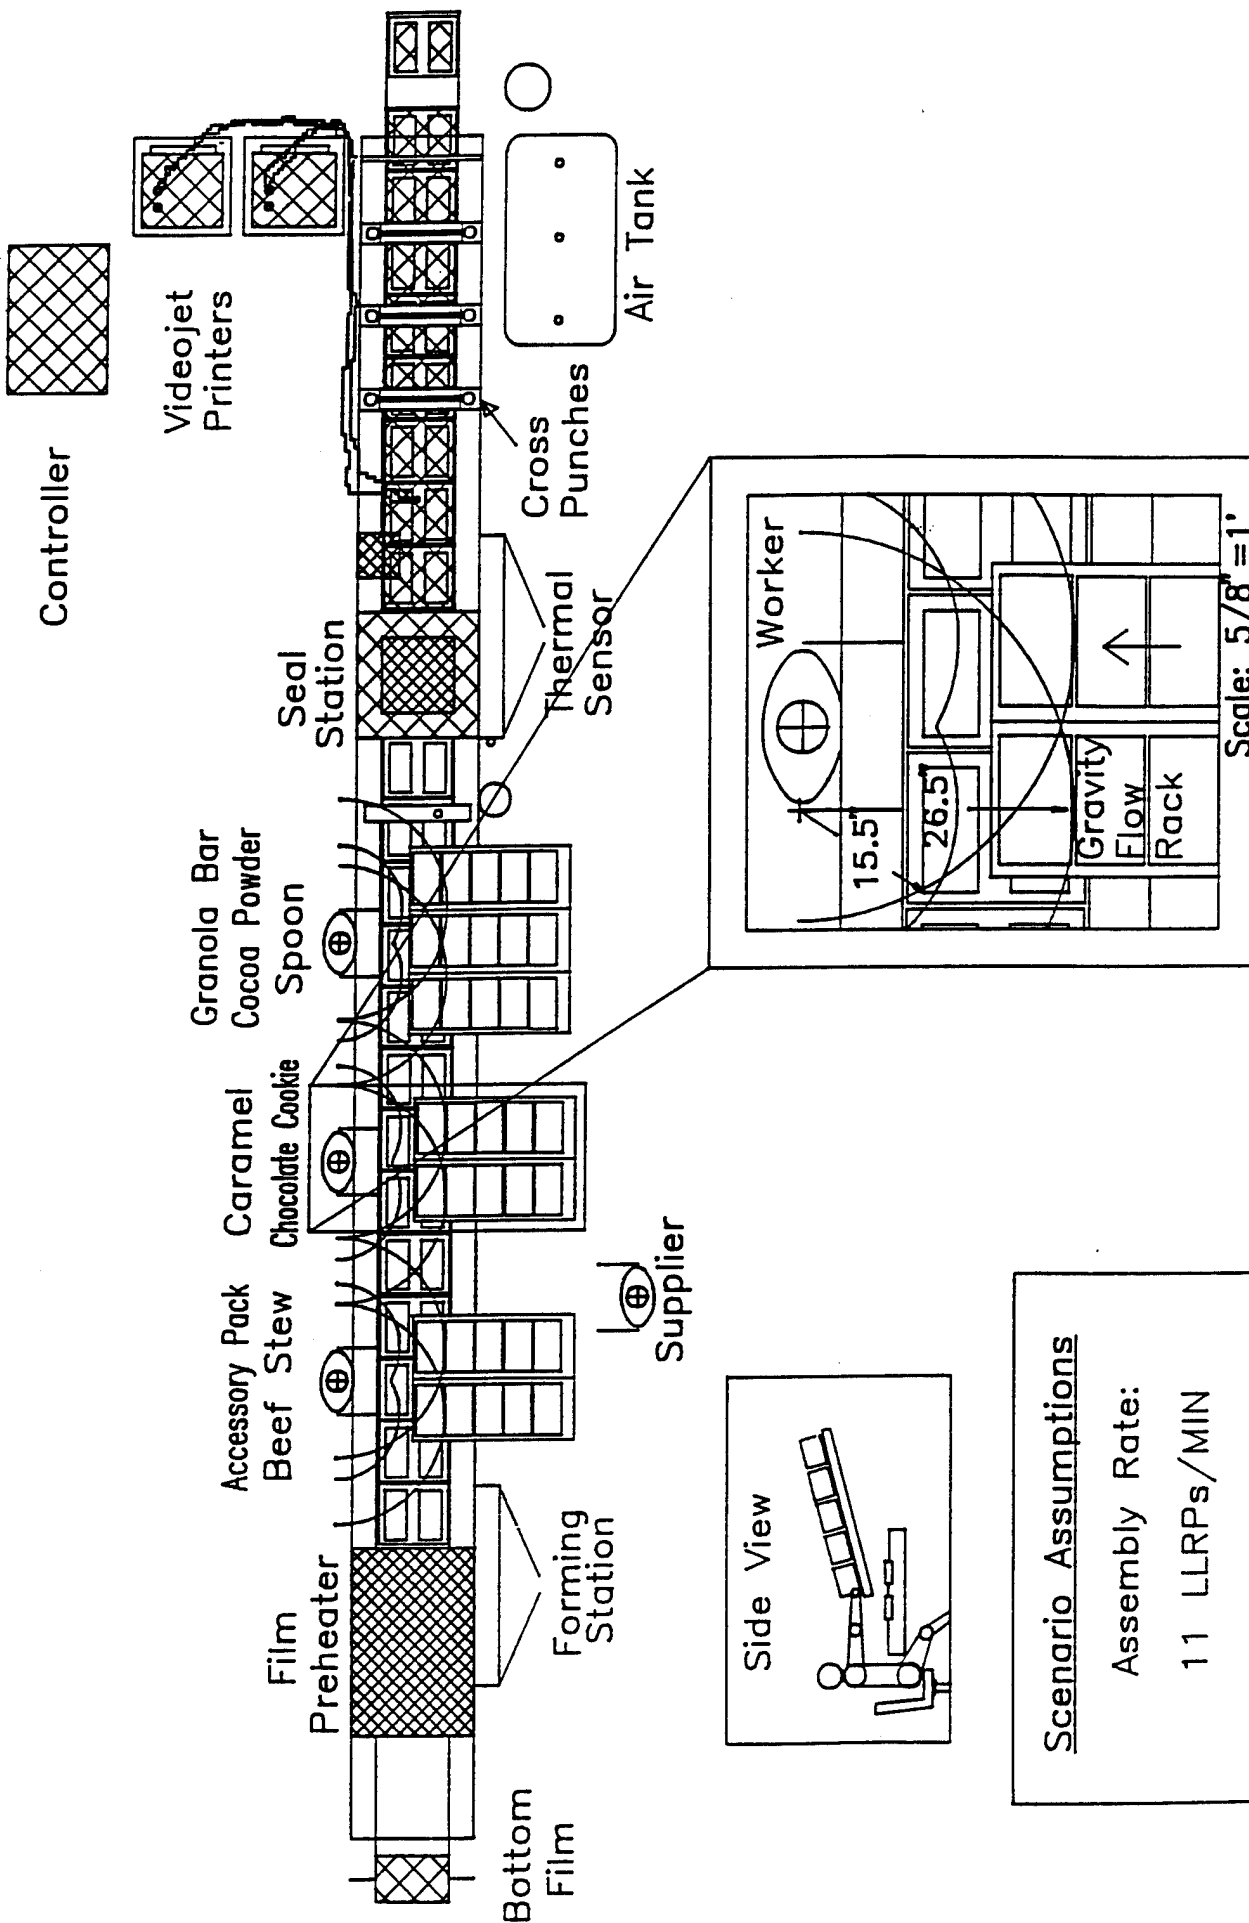 Controller
Videojet
Printers
Air Tank
Cross
Punches
Seal
Station
Thermal
Sensor
Granola Bar
Cocoa Powder
Spoon
Caramel
Chocolate Cookie
Accessory Pack
Beef Stew
Supplier
Film
Preheater
Forming
Station
Bottom
Film
Worker
15.5"
26.5"
Gravity
Flow
Rack
Scale: 5/8"=1'
Side View
Scenario Assumptions
Assembly Rate:
11 LLRPs/MIN